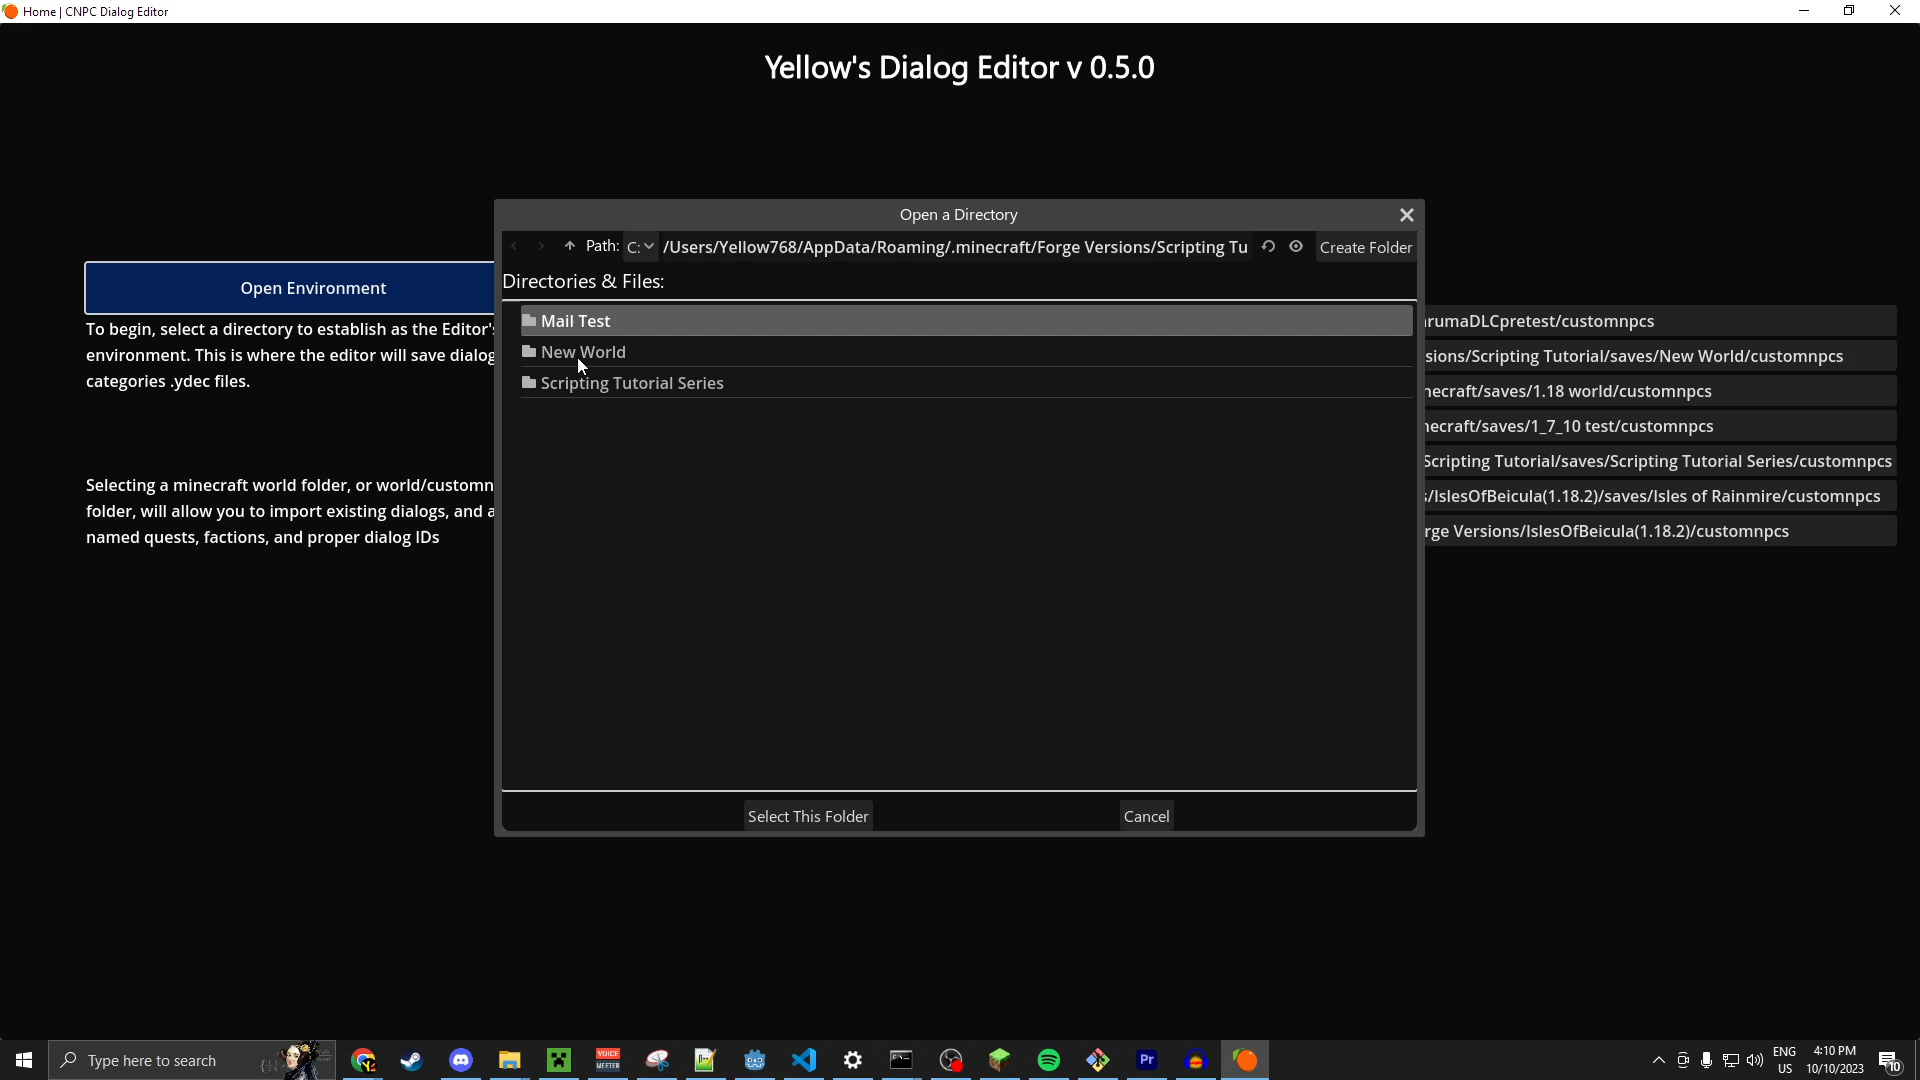 Home | CNPC Dialog Editor
Yellow's Dialog Editor v 0.5.0
Open a Directory
Path: C: /Users/Yellow768/AppData/Roaming/.minecraft/Forge Versions/Scripting Tu
Create Folder
Directories & Files:
Mail Test
New World
Scripting Tutorial Series
Select This Folder
Cancel
Open Environment
To begin, select a directory to establish as the Editor's
environment. This is where the editor will save dialog
categories .ydec files.
Selecting a minecraft world folder, or world/customn
folder, will allow you to import existing dialogs, and a
named quests, factions, and proper dialog IDs
rumaDLCpretest/customnpcs
sions/Scripting Tutorial/saves/New World/customnpcs
necraft/saves/1.18 world/customnpcs
necraft/saves/1_7_10 test/customnpcs
Scripting Tutorial/saves/Scripting Tutorial Series/customnpcs
s/IslesOfBeicula(1.18.2)/saves/Isles of Rainmire/customnpcs
rge Versions/IslesOfBeicula(1.18.2)/customnpcs
Type here to search
VOICE
MEETER
Pr
ENG
US
4:10 PM
10/10/2023
10